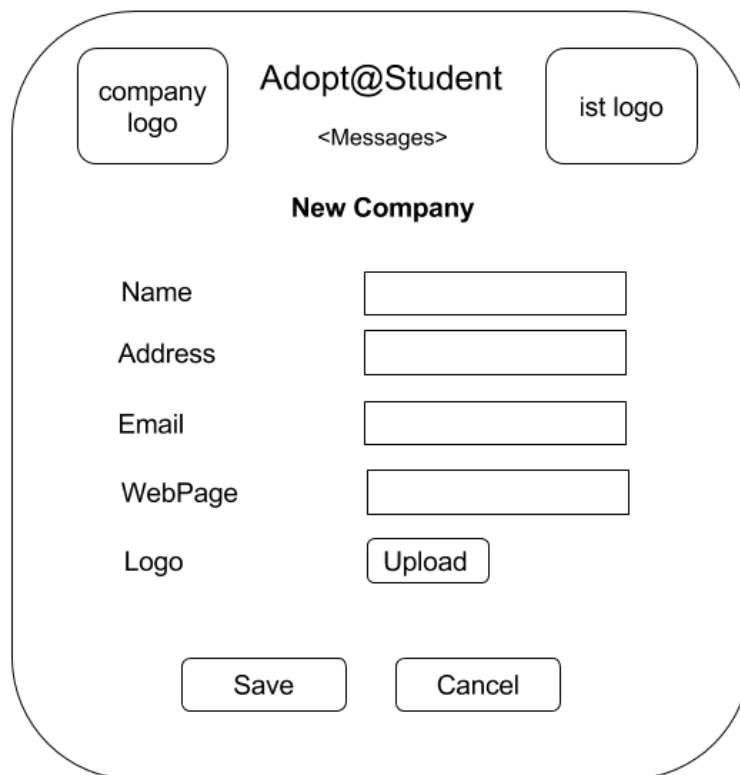 company
logo
Adopt@Student
<Messages>
ist logo
New Company
Name
Address
Email
WebPage
Logo
Upload
Save
Cancel